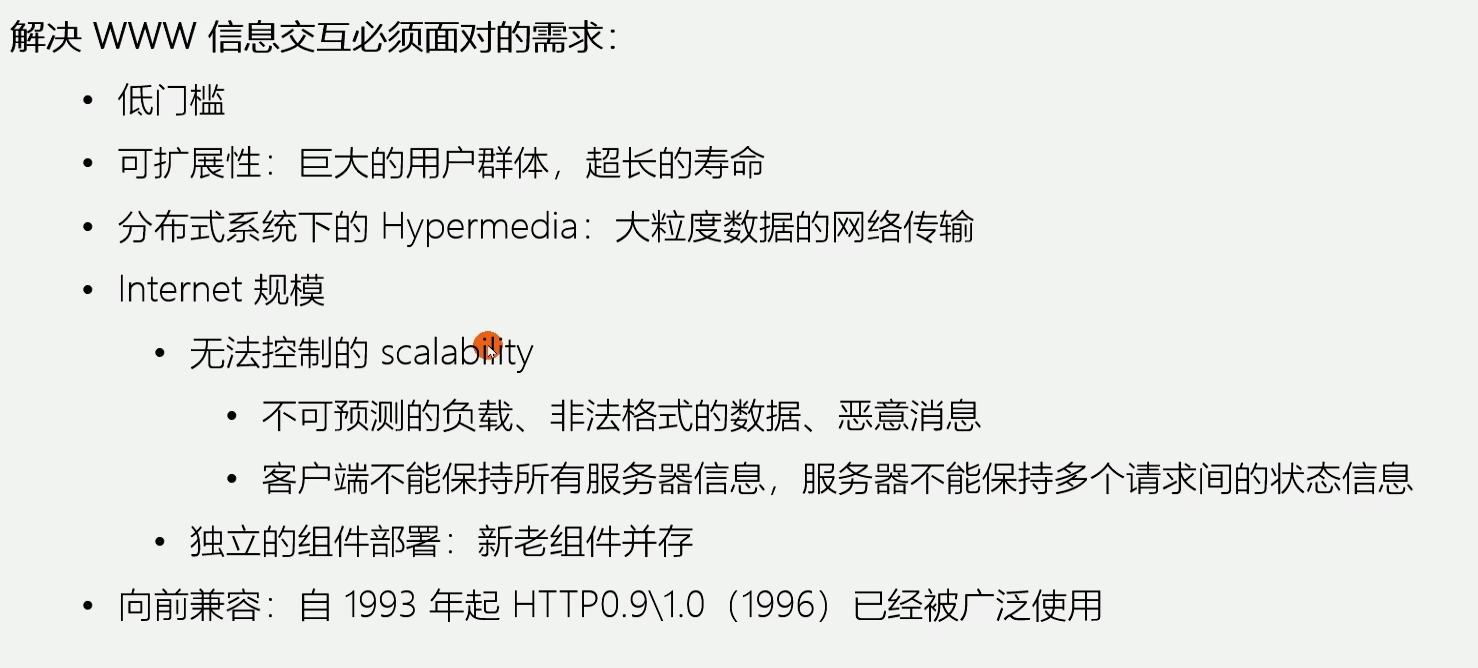 解决 WWW 信息交互必须面对的需求：
• 低门槛
• 可扩展性：巨大的用户群体，超长的寿命
• 分布式系统下的 Hypermedia：大粒度数据的网络传输
• Internet 规模
• 无法控制的 scalability
• 不可预测的负载、非法格式的数据、恶意消息
• 客户端不能保持所有服务器信息，服务器不能保持多个请求间的状态信息
• 独立的组件部署：新老组件并存
• 向前兼容：自 1993 年起 HTTP0.9\1.0（1996）已经被广泛使用